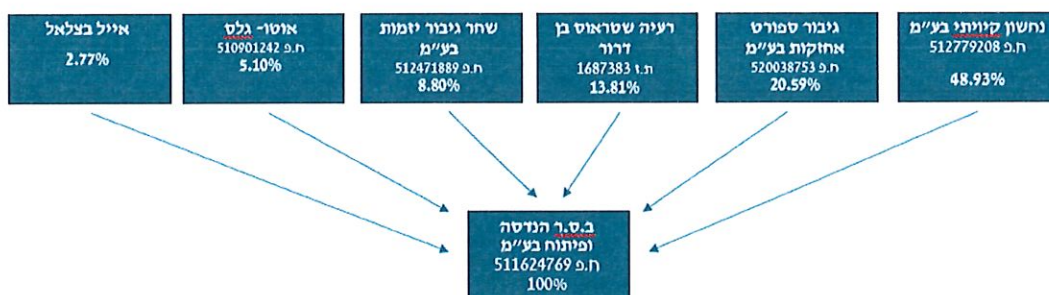 נחשון קיויתי בע"מ
ח.פ 512779208
48.93%
גיבור ספורט
אחזקות בע"מ
ח.פ 520038753
20.59%
רעיה שטראוס בן
דרור
ת.ז 1687383
13.81%
שחר גיבור יזמות
בע"מ
ח.פ 512471889
8.80%
אוטו- גלס
ח.פ 510901242
5.10%
אייל בצלאל
2.77%
ב.ס.ר הנדסה
ופיתוח בע"מ
ח.פ 511624769
100%